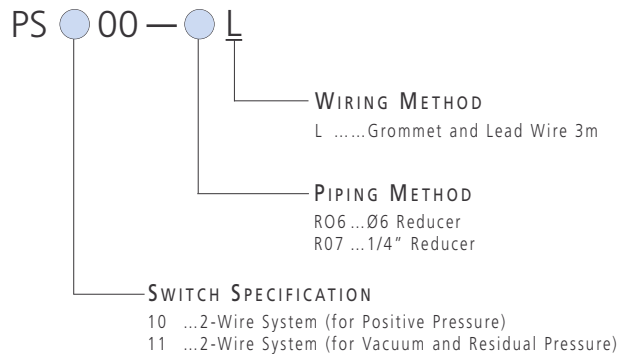 PS 00 — L
WIRING METHOD
L ......Grommet and Lead Wire 3m
PIPING METHOD
RO6 ...Ø6 Reducer
R07 ...1/4" Reducer
SWITCH SPECIFICATION
10 ...2-Wire System (for Positive Pressure)
11 ...2-Wire System (for Vacuum and Residual Pressure)